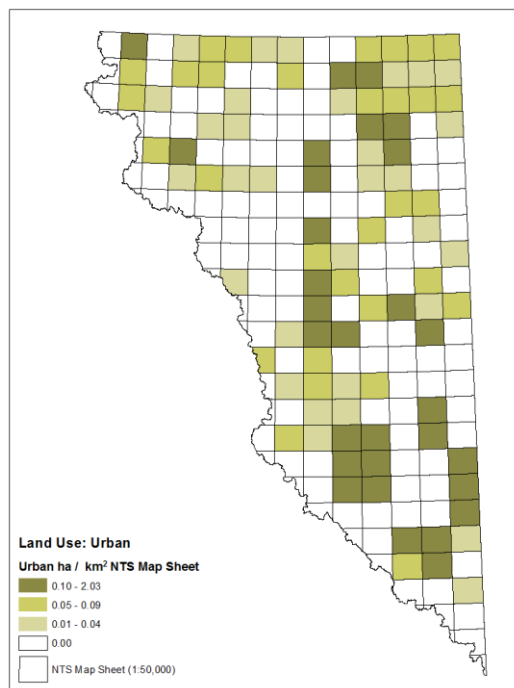 Land Use: Urban
Urban ha / km² NTS Map Sheet
0.10 - 2.03
0.05 - 0.09
0.01 - 0.04
0.00
NTS Map Sheet (1:50,000)